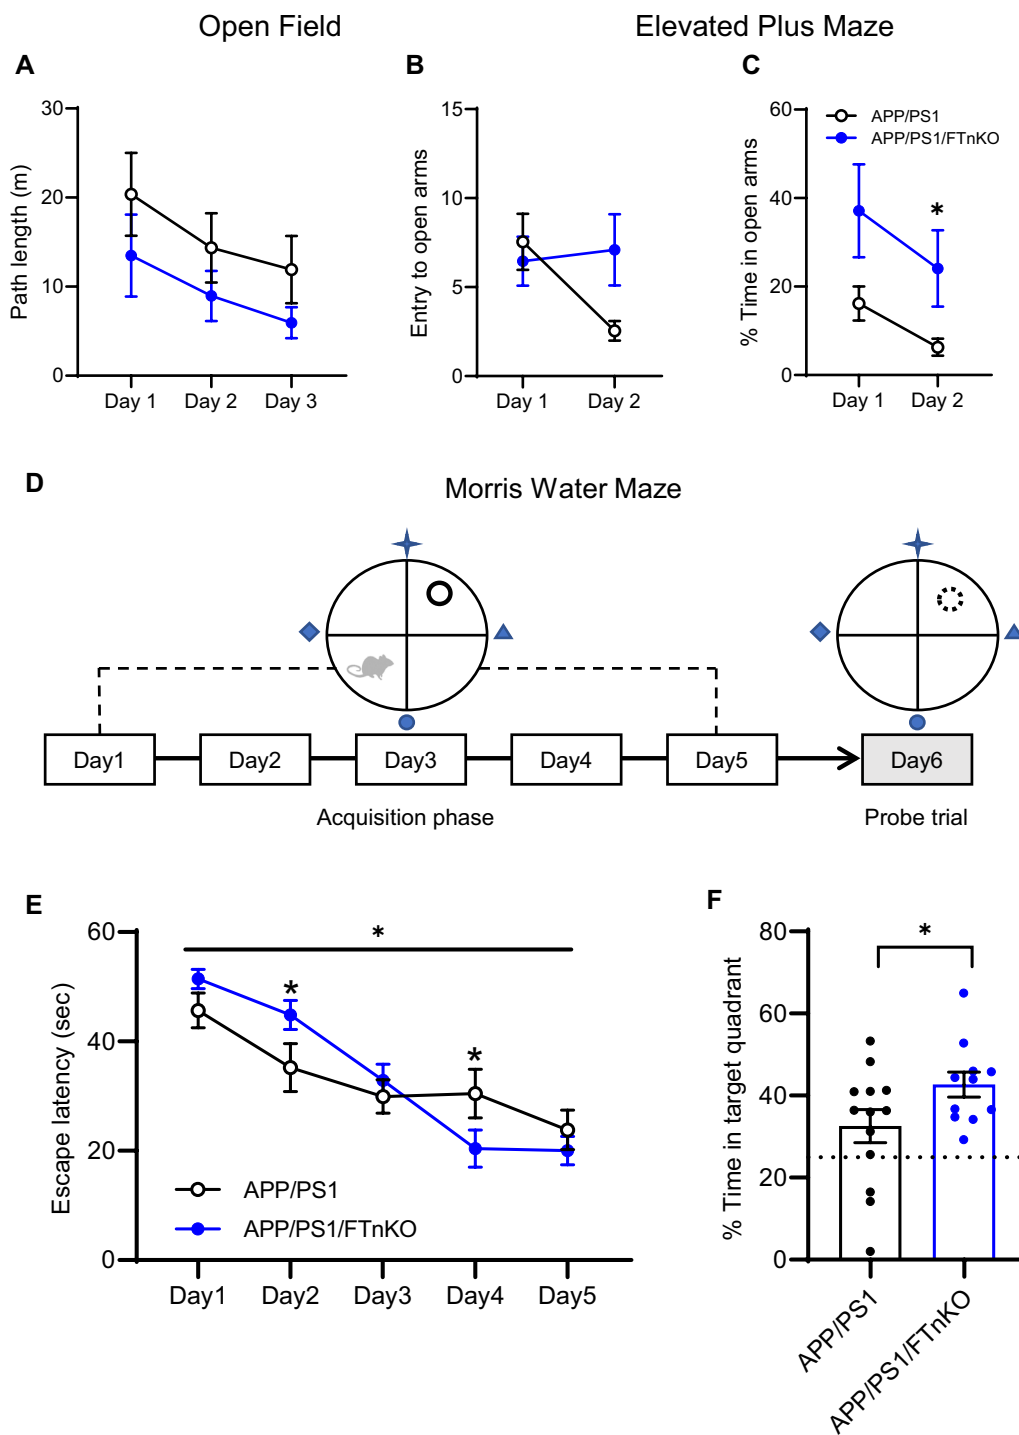 Open Field
Elevated Plus Maze
A
B
C
Path length (m)
30
20
10
0
Day 1 Day 2 Day 3
Entry to open arms
15
10
5
0
Day 1 Day 2
% Time in open arms
60
40
20
0
Day 1 Day 2
APP/PS1
APP/PS1/FTnKO
*
D
Morris Water Maze
Day1 Day2 Day3 Day4 Day5 Day6
Acquisition phase
Probe trial
E
Escape latency (sec)
60
40
20
0
*
*
*
APP/PS1
APP/PS1/FTnKO
Day1 Day2 Day3 Day4 Day5
F
% Time in target quadrant
80
60
40
20
0
*
APP/PS1
APP/PS1/FTnKO